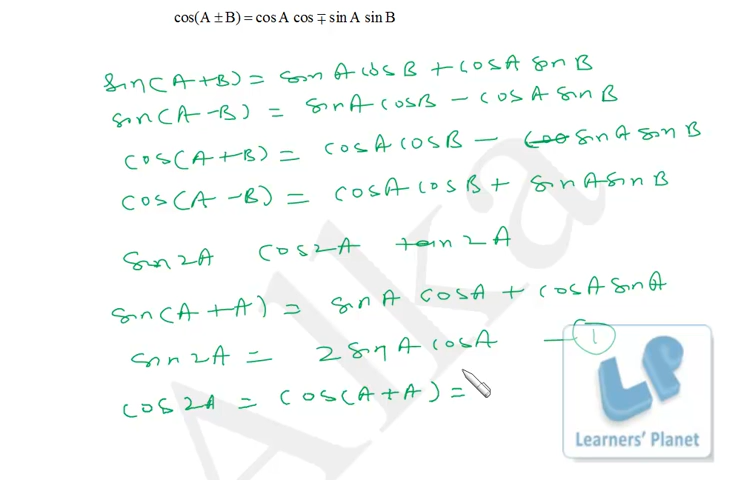 cos(A ± B) = cos A cos ∓ sin A sin B
sin(A+B) = sin A cos B + cos A sin B
sin(A-B) = sin A cos B - cos A sin B
cos(A+B) = cos A cos B - sin A sin B
cos(A-B) = cos A cos B + sin A sin B
sin 2A cos 2A tan 2A
sin(A+A) = sin A cos A + cos A sin A
sin 2A = 2 sin A cos A — 1
cos 2A = cos(A+A) =
Alka
LP
Learners' Planet